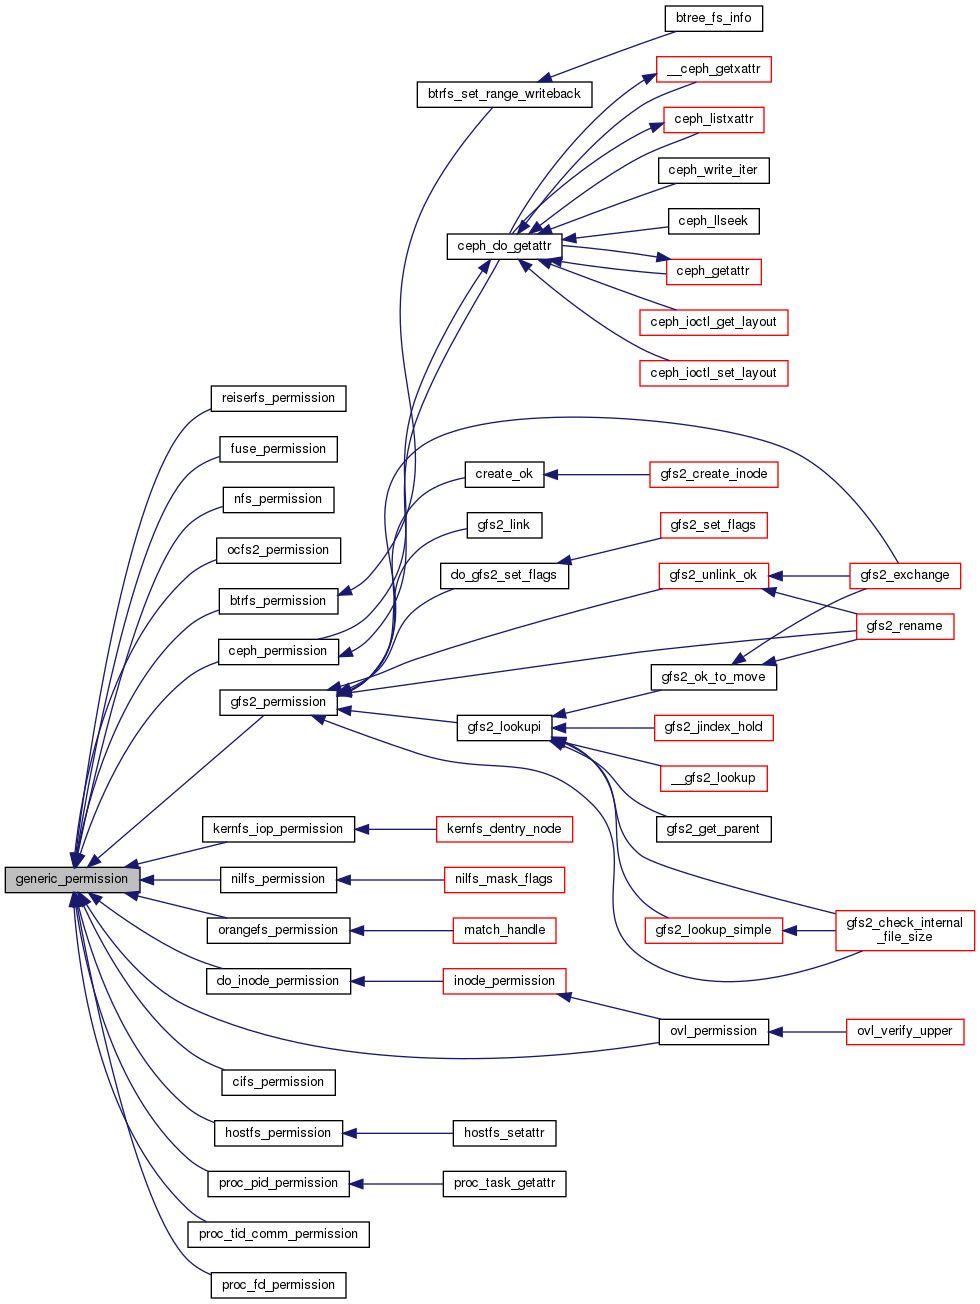 btree_fs_info
__ceph_getxattr
btrfs_set_range_writeback
ceph_listxattr
ceph_write_iter
ceph_llseek
ceph_do_getattr
ceph_getattr
ceph_ioctl_get_layout
ceph_ioctl_set_layout
reiserfs_permission
fuse_permission
create_ok
gfs2_create_inode
nfs_permission
gfs2_link
gfs2_set_flags
ocfs2_permission
do_gfs2_set_flags
gfs2_unlink_ok
gfs2_exchange
btrfs_permission
gfs2_rename
ceph_permission
gfs2_ok_to_move
gfs2_permission
gfs2_lookupi
gfs2_jindex_hold
__gfs2_lookup
kernfs_iop_permission
kernfs_dentry_node
gfs2_get_parent
generic_permission
nilfs_permission
nilfs_mask_flags
orangefs_permission
match_handle
gfs2_lookup_simple
gfs2_check_internal
_file_size
do_inode_permission
inode_permission
ovl_permission
ovl_verify_upper
cifs_permission
hostfs_permission
hostfs_setattr
proc_pid_permission
proc_task_getattr
proc_tid_comm_permission
proc_fd_permission